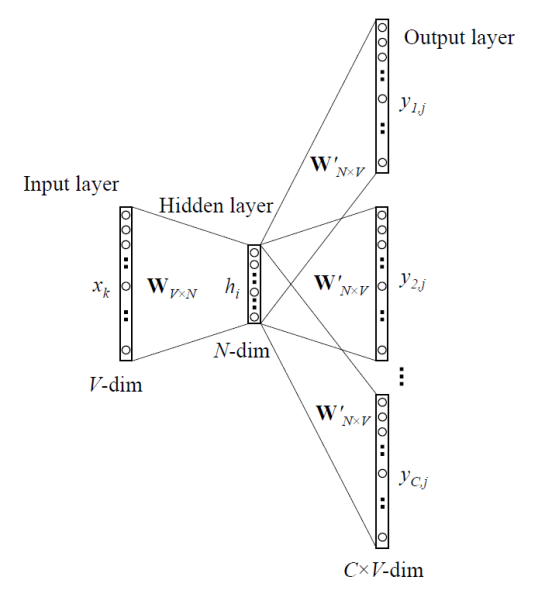 Output layer
y1,j
W'N×V
Input layer
Hidden layer
xk
WV×N
hi
W'N×V
y2,j
N-dim
V-dim
W'N×V
yC,j
C×V-dim